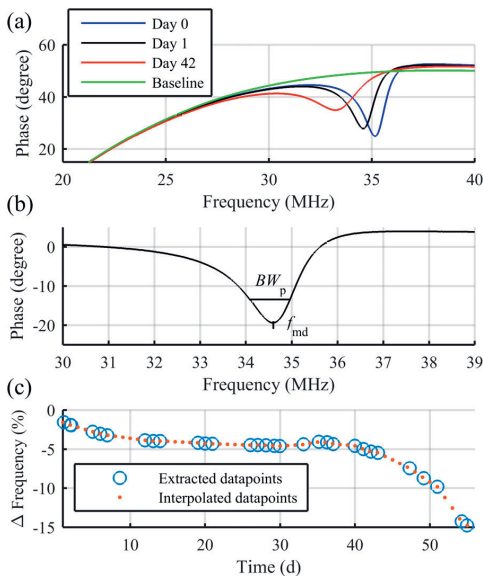 (a)
Day 0
Day 1
Day 42
Baseline
Phase (degree)
60
40
20
20 25 30 35 40
Frequency (MHz)
(b)
Phase (degree)
0
-10
-20
BWp
fmd
30 31 32 33 34 35 36 37 38 39
Frequency (MHz)
(c)
Δ Frequency (%)
0
-5
-10
-15
Extracted datapoints
Interpolated datapoints
10 20 30 40 50
Time (d)